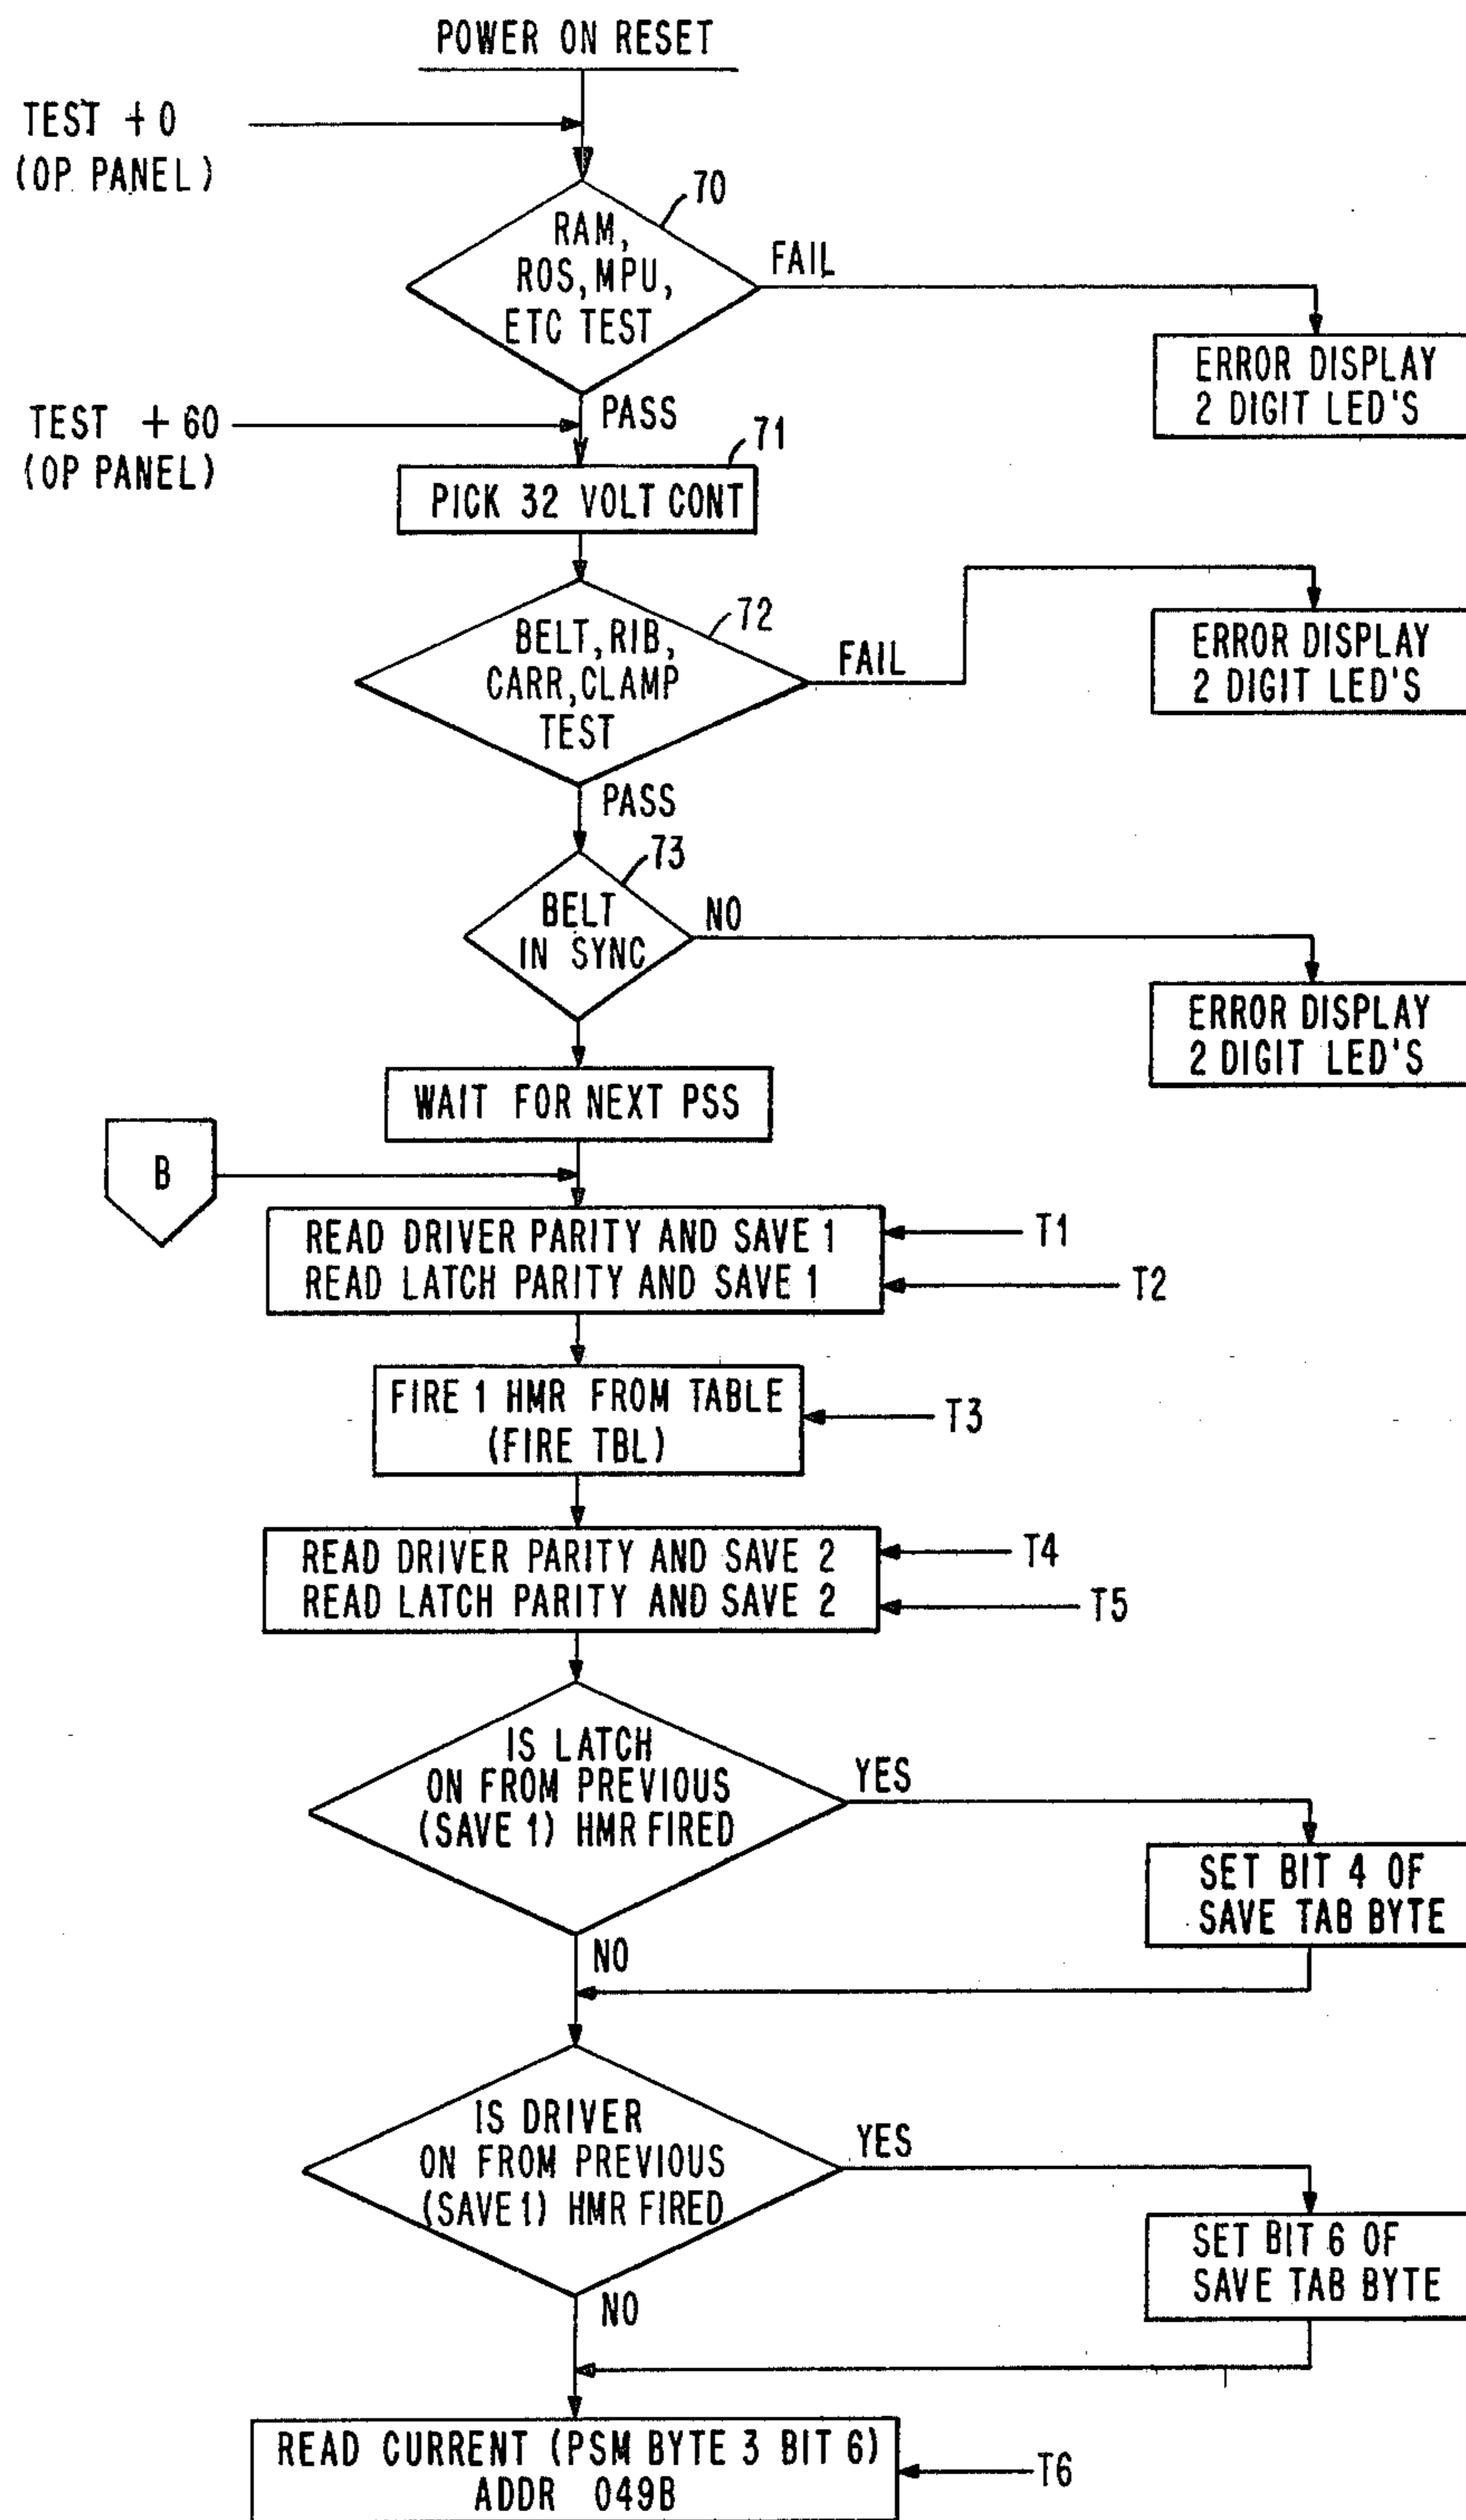 POWER ON RESET
TEST +0
(OP PANEL)
70
RAM,
ROS, MPU,
ETC TEST
FAIL
ERROR DISPLAY
2 DIGIT LED'S
PASS
TEST +60
(OP PANEL)
71
PICK 32 VOLT CONT
72
BELT, RIB,
CARR, CLAMP
TEST
FAIL
ERROR DISPLAY
2 DIGIT LED'S
PASS
73
BELT
IN SYNC
NO
ERROR DISPLAY
2 DIGIT LED'S
WAIT FOR NEXT PSS
B
READ DRIVER PARITY AND SAVE 1
READ LATCH PARITY AND SAVE 1
T1
T2
FIRE 1 HMR FROM TABLE
(FIRE TBL)
T3
READ DRIVER PARITY AND SAVE 2
READ LATCH PARITY AND SAVE 2
T4
T5
IS LATCH
ON FROM PREVIOUS
(SAVE 1) HMR FIRED
YES
SET BIT 4 OF
SAVE TAB BYTE
NO
IS DRIVER
ON FROM PREVIOUS
(SAVE 1) HMR FIRED
YES
SET BIT 6 OF
SAVE TAB BYTE
NO
READ CURRENT (PSM BYTE 3 BIT 6)
ADDR 049B
T6